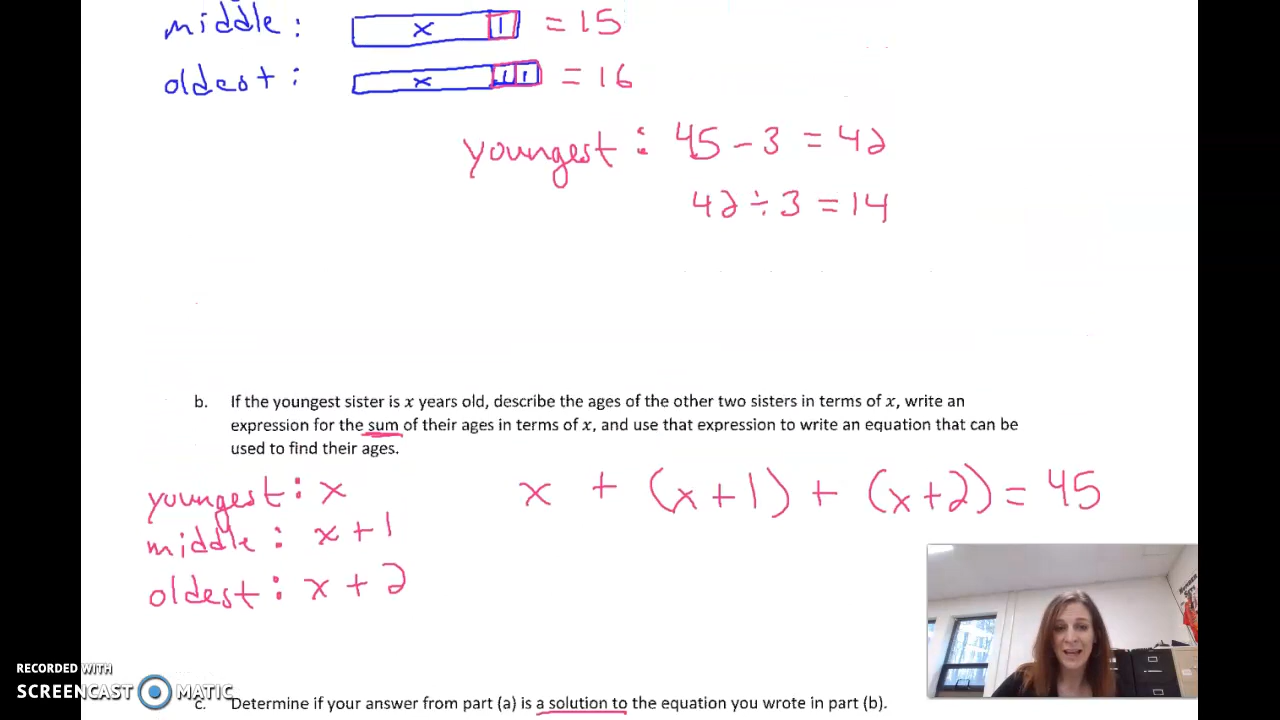 middle: x 1 = 15
oldest: x 1 1 = 16
youngest: 45 - 3 = 42
42 ÷ 3 = 14
b. If the youngest sister is x years old, describe the ages of the other two sisters in terms of x, write an
expression for the sum of their ages in terms of x, and use that expression to write an equation that can be
used to find their ages.
youngest: x
middle: x + 1
oldest: x + 2
x + (x + 1) + (x + 2) = 45
RECORDED WITH
SCREENCAST MATIC
c. Determine if your answer from part (a) is a solution to the equation you wrote in part (b).